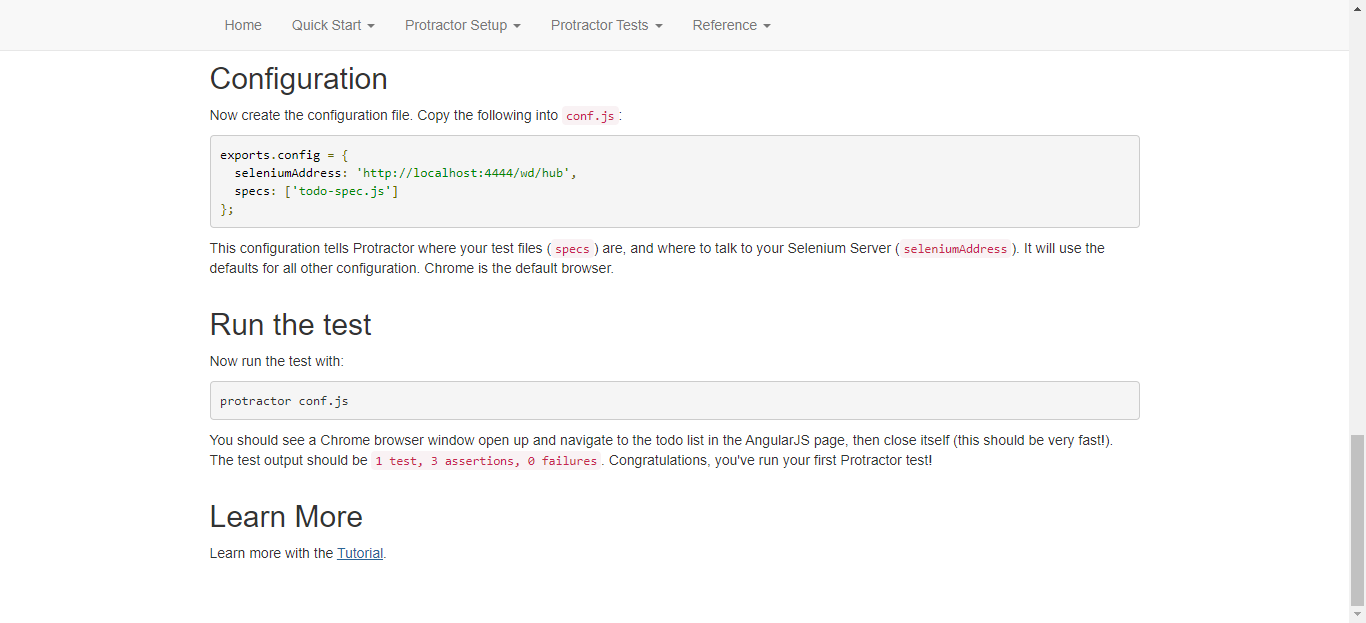 Home Quick Start Protractor Setup Protractor Tests Reference
Configuration
Now create the configuration file. Copy the following into conf.js:
exports.config = {
  seleniumAddress: 'http://localhost:4444/wd/hub',
  specs: ['todo-spec.js']
};
This configuration tells Protractor where your test files (specs) are, and where to talk to your Selenium Server (seleniumAddress). It will use the
defaults for all other configuration. Chrome is the default browser.
Run the test
Now run the test with:
protractor conf.js
You should see a Chrome browser window open up and navigate to the todo list in the AngularJS page, then close itself (this should be very fast!).
The test output should be 1 test, 3 assertions, 0 failures. Congratulations, you've run your first Protractor test!
Learn More
Learn more with the Tutorial.